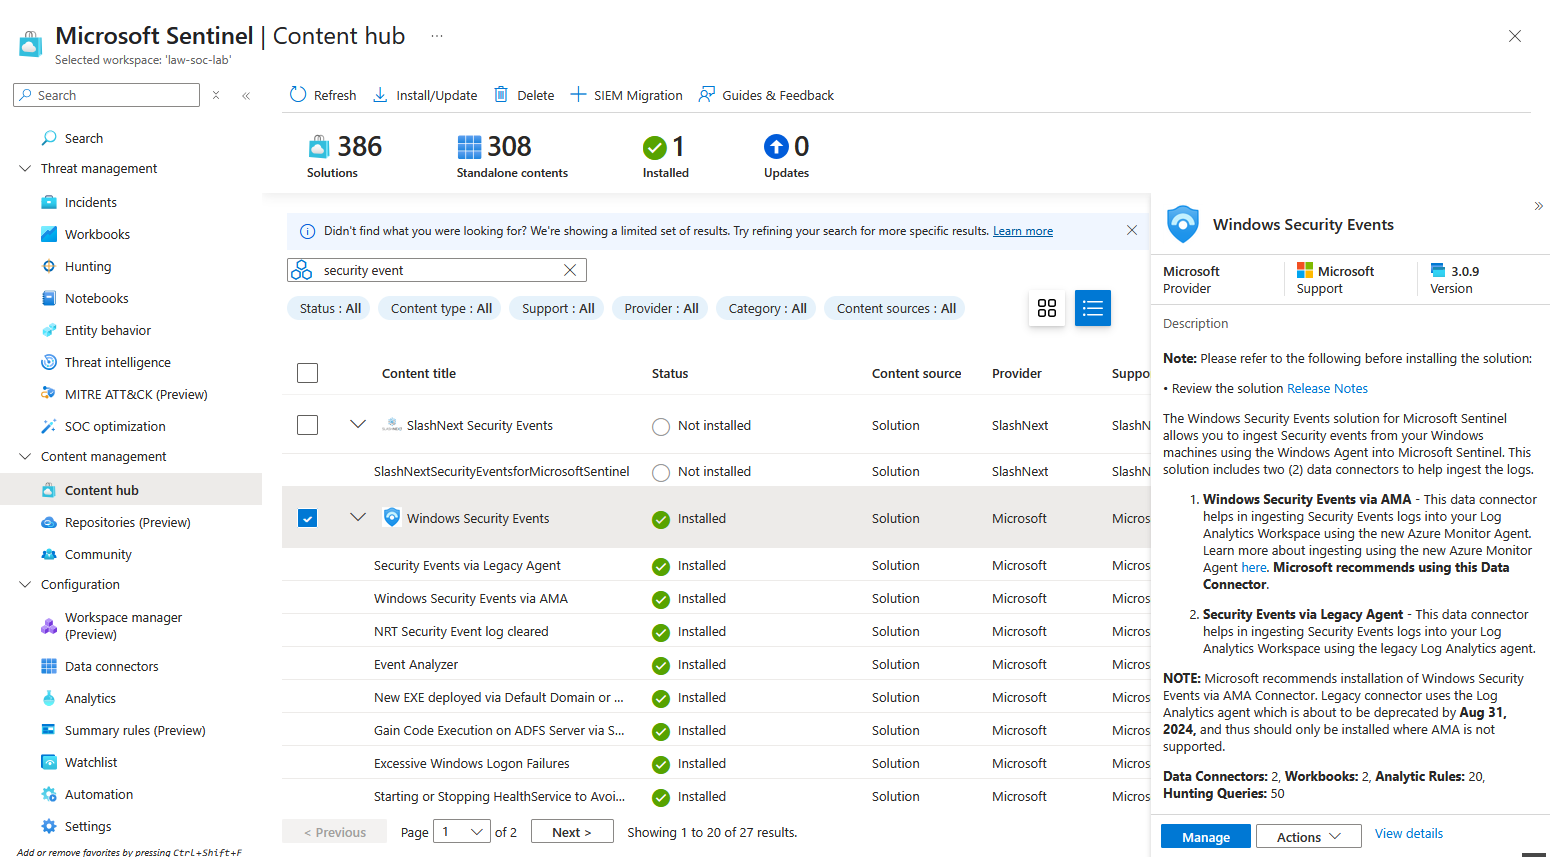 Microsoft Sentinel | Content hub ...
Selected workspace: 'law-soc-lab'
Search
Search
Threat management
Incidents
Workbooks
Hunting
Notebooks
Entity behavior
Threat intelligence
MITRE ATT&CK (Preview)
SOC optimization
Content management
Content hub
Repositories (Preview)
Community
Configuration
Workspace manager
(Preview)
Data connectors
Analytics
Summary rules (Preview)
Watchlist
Automation
Settings
Add or remove favorites by pressing Ctrl+Shift+F
Refresh Install/Update Delete SIEM Migration Guides & Feedback
386 308 1 0
Solutions Standalone contents Installed Updates
Didn't find what you were looking for? We're showing a limited set of results. Try refining your search for more specific results. Learn more
security event
Status : All Content type : All Support : All Provider : All Category : All Content sources : All
Content title Status Content source Provider Suppo
SlashNext Security Events Not installed Solution SlashNext SlashN
SlashNextSecurityEventsforMicrosoftSentinel Not installed Solution SlashNext SlashN
Windows Security Events Installed Solution Microsoft Micros
Security Events via Legacy Agent Installed Solution Microsoft Micros
Windows Security Events via AMA Installed Solution Microsoft Micros
NRT Security Event log cleared Installed Solution Microsoft Micros
Event Analyzer Installed Solution Microsoft Micros
New EXE deployed via Default Domain or ... Installed Solution Microsoft Micros
Gain Code Execution on ADFS Server via S... Installed Solution Microsoft Micros
Excessive Windows Logon Failures Installed Solution Microsoft Micros
Starting or Stopping HealthService to Avoi... Installed Solution Microsoft Micros
< Previous Page 1 of 2 Next > Showing 1 to 20 of 27 results.
Windows Security Events
Microsoft Microsoft 3.0.9
Provider Support Version
Description
Note: Please refer to the following before installing the solution:
• Review the solution Release Notes
The Windows Security Events solution for Microsoft Sentinel
allows you to ingest Security events from your Windows
machines using the Windows Agent into Microsoft Sentinel. This
solution includes two (2) data connectors to help ingest the logs.
1. Windows Security Events via AMA - This data connector
helps in ingesting Security Events logs into your Log
Analytics Workspace using the new Azure Monitor Agent.
Learn more about ingesting using the new Azure Monitor
Agent here. Microsoft recommends using this Data
Connector.
2. Security Events via Legacy Agent - This data connector
helps in ingesting Security Events logs into your Log
Analytics Workspace using the legacy Log Analytics agent.
NOTE: Microsoft recommends installation of Windows Security
Events via AMA Connector. Legacy connector uses the Log
Analytics agent which is about to be deprecated by Aug 31,
2024, and thus should only be installed where AMA is not
supported.
Data Connectors: 2, Workbooks: 2, Analytic Rules: 20,
Hunting Queries: 50
Manage Actions View details